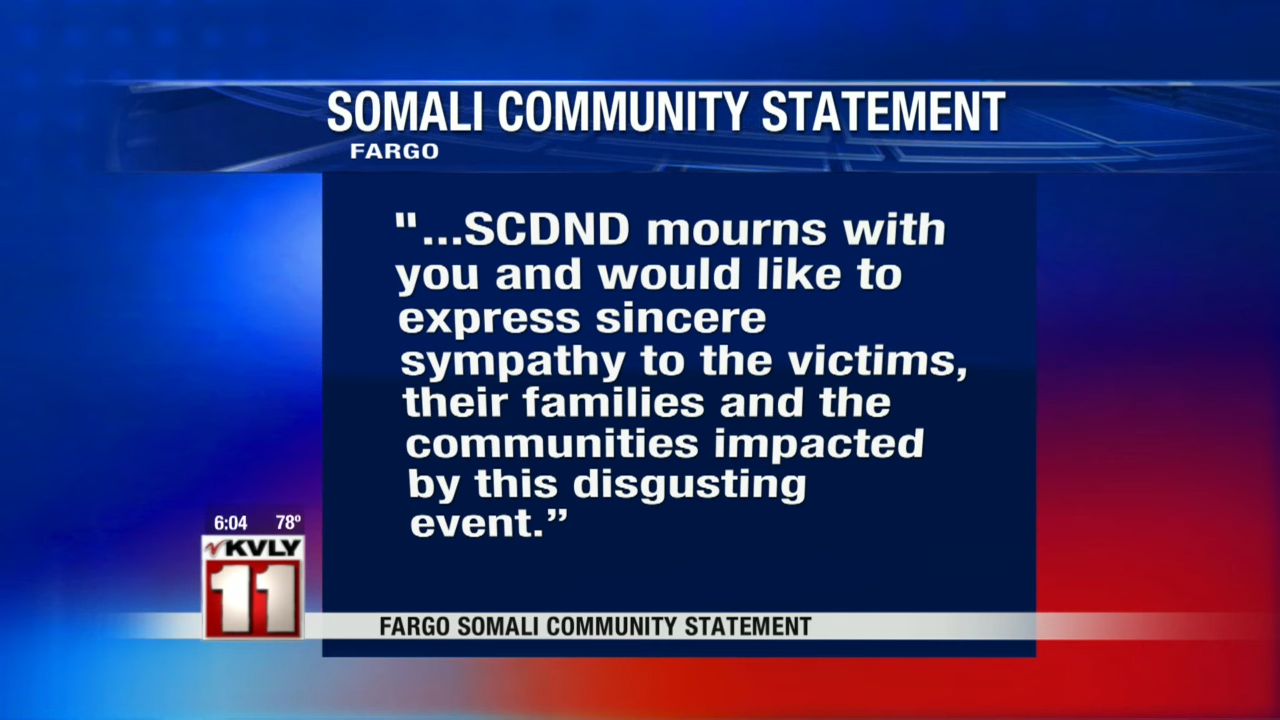 SOMALI COMMUNITY STATEMENT
FARGO
"...SCDND mourns with
you and would like to
express sincere
sympathy to the victims,
their families and the
communities impacted
by this disgusting
event.”
6:04 78º
KVLY
11
FARGO SOMALI COMMUNITY STATEMENT